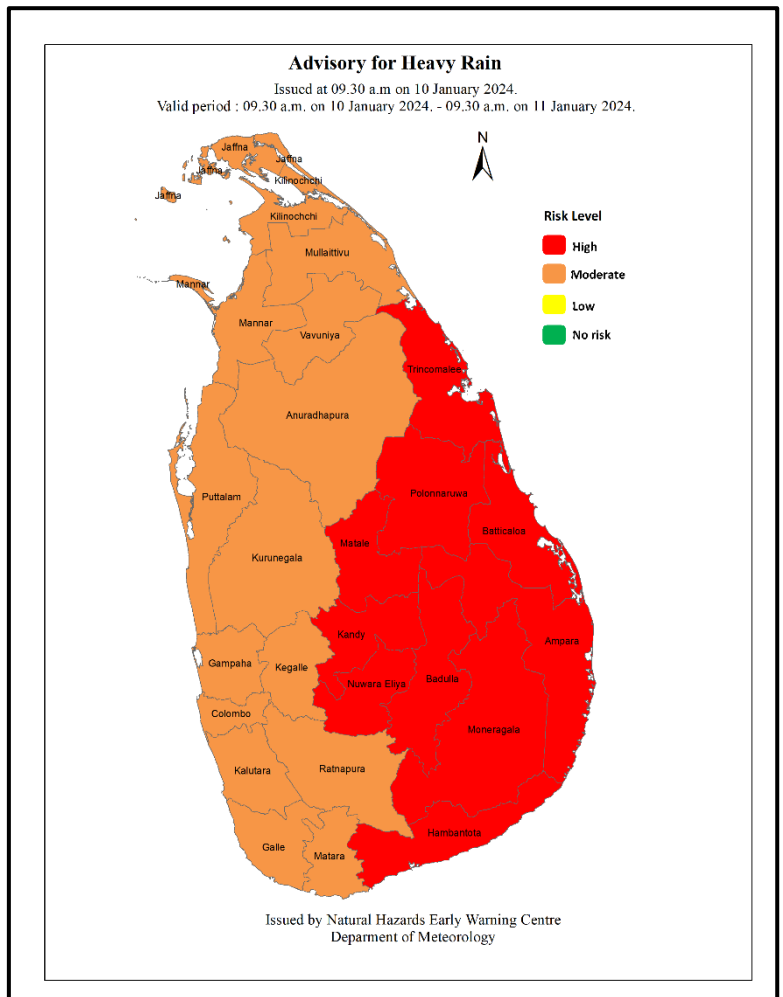 Advisory for Heavy Rain
Issued at 09.30 a.m on 10 January 2024.
Valid period : 09.30 a.m. on 10 January 2024. - 09.30 a.m. on 11 January 2024.
N
Jaffna
Jaffna
Jaffna
Kilinochchi
Jaffna
Kilinochchi
Mullaittivu
Mannar
Mannar
Vavuniya
Trincomalee
Anuradhapura
Puttalam
Polonnaruwa
Batticaloa
Matale
Kurunegala
Kandy
Ampara
Gampaha
Kegalle
Nuwara Eliya
Badulla
Colombo
Moneragala
Kalutara
Ratnapura
Hambantota
Galle
Matara
Risk Level
High
Moderate
Low
No risk
Issued by Natural Hazards Early Warning Centre
Deparment of Meteorology